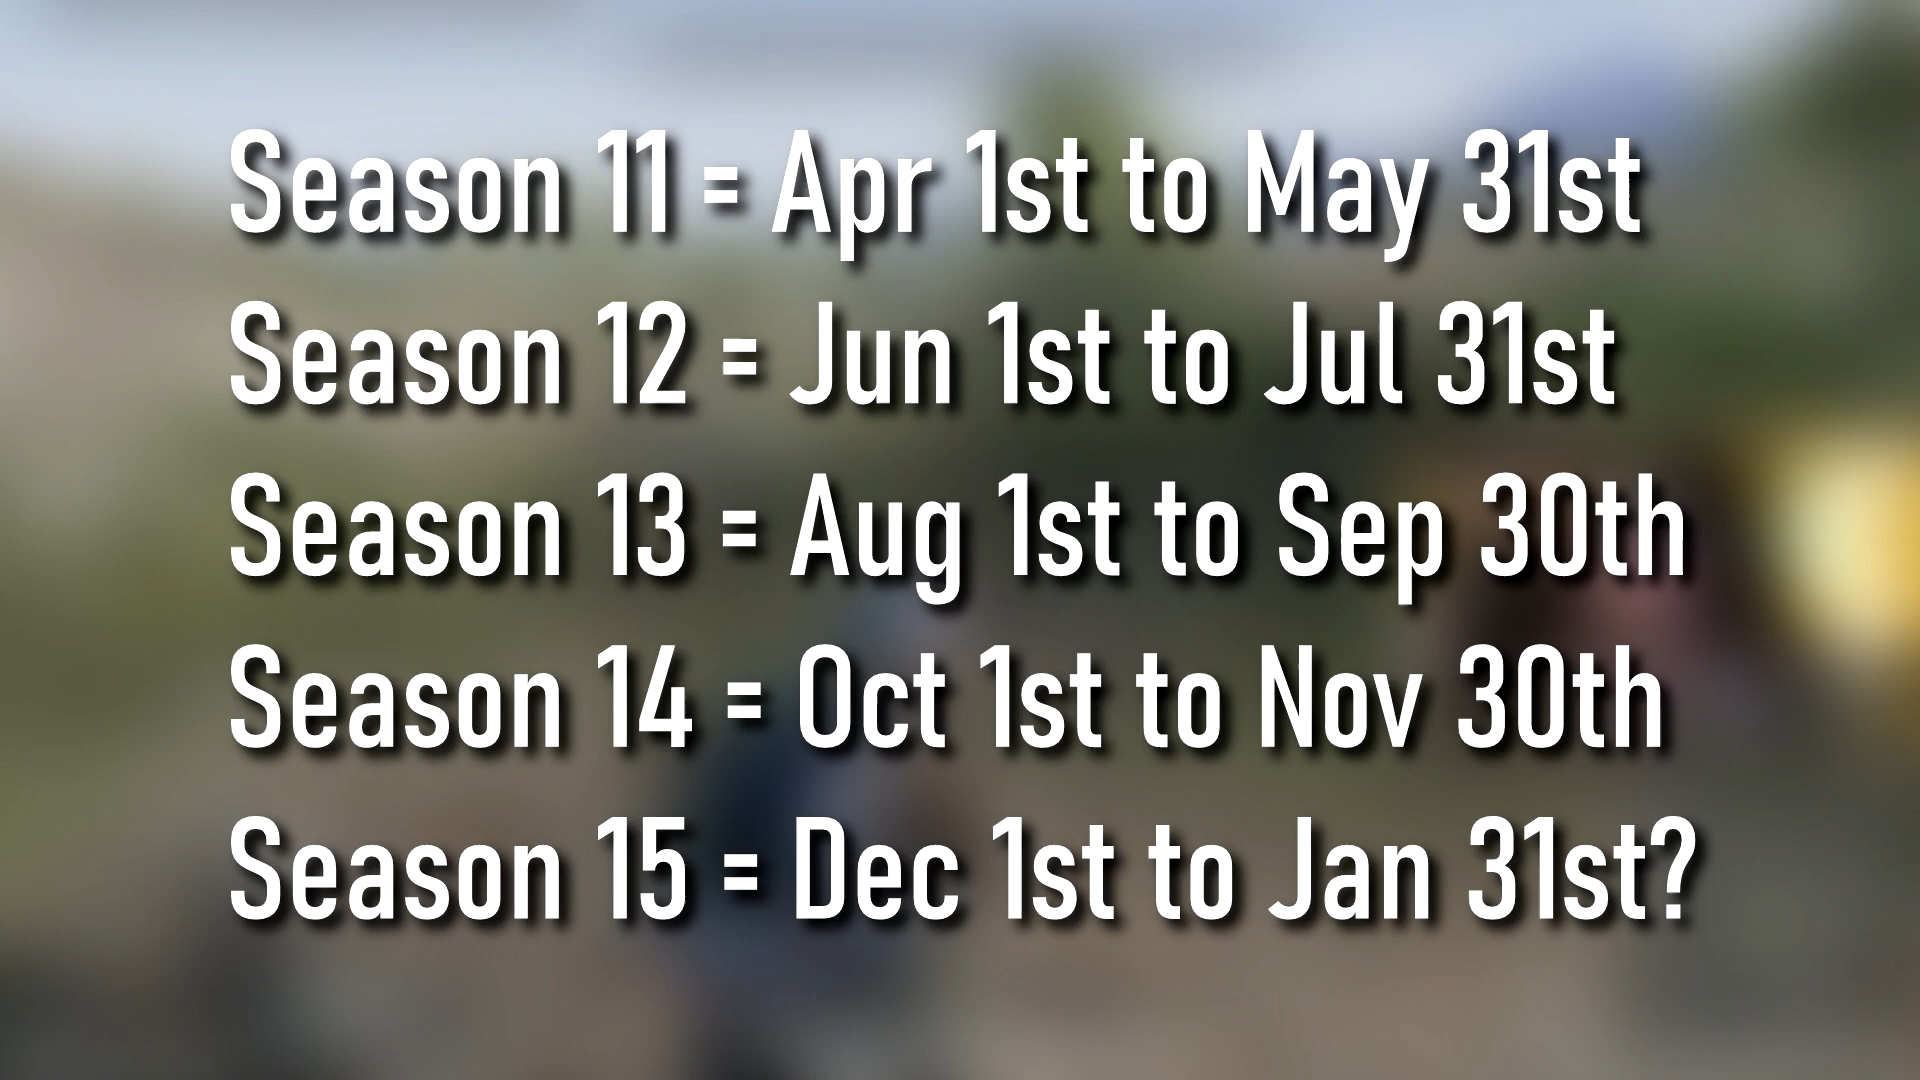 Season 11 = Apr 1st to May 31st
Season 12 = Jun 1st to Jul 31st
Season 13 = Aug 1st to Sep 30th
Season 14 = Oct 1st to Nov 30th
Season 15 = Dec 1st to Jan 31st?